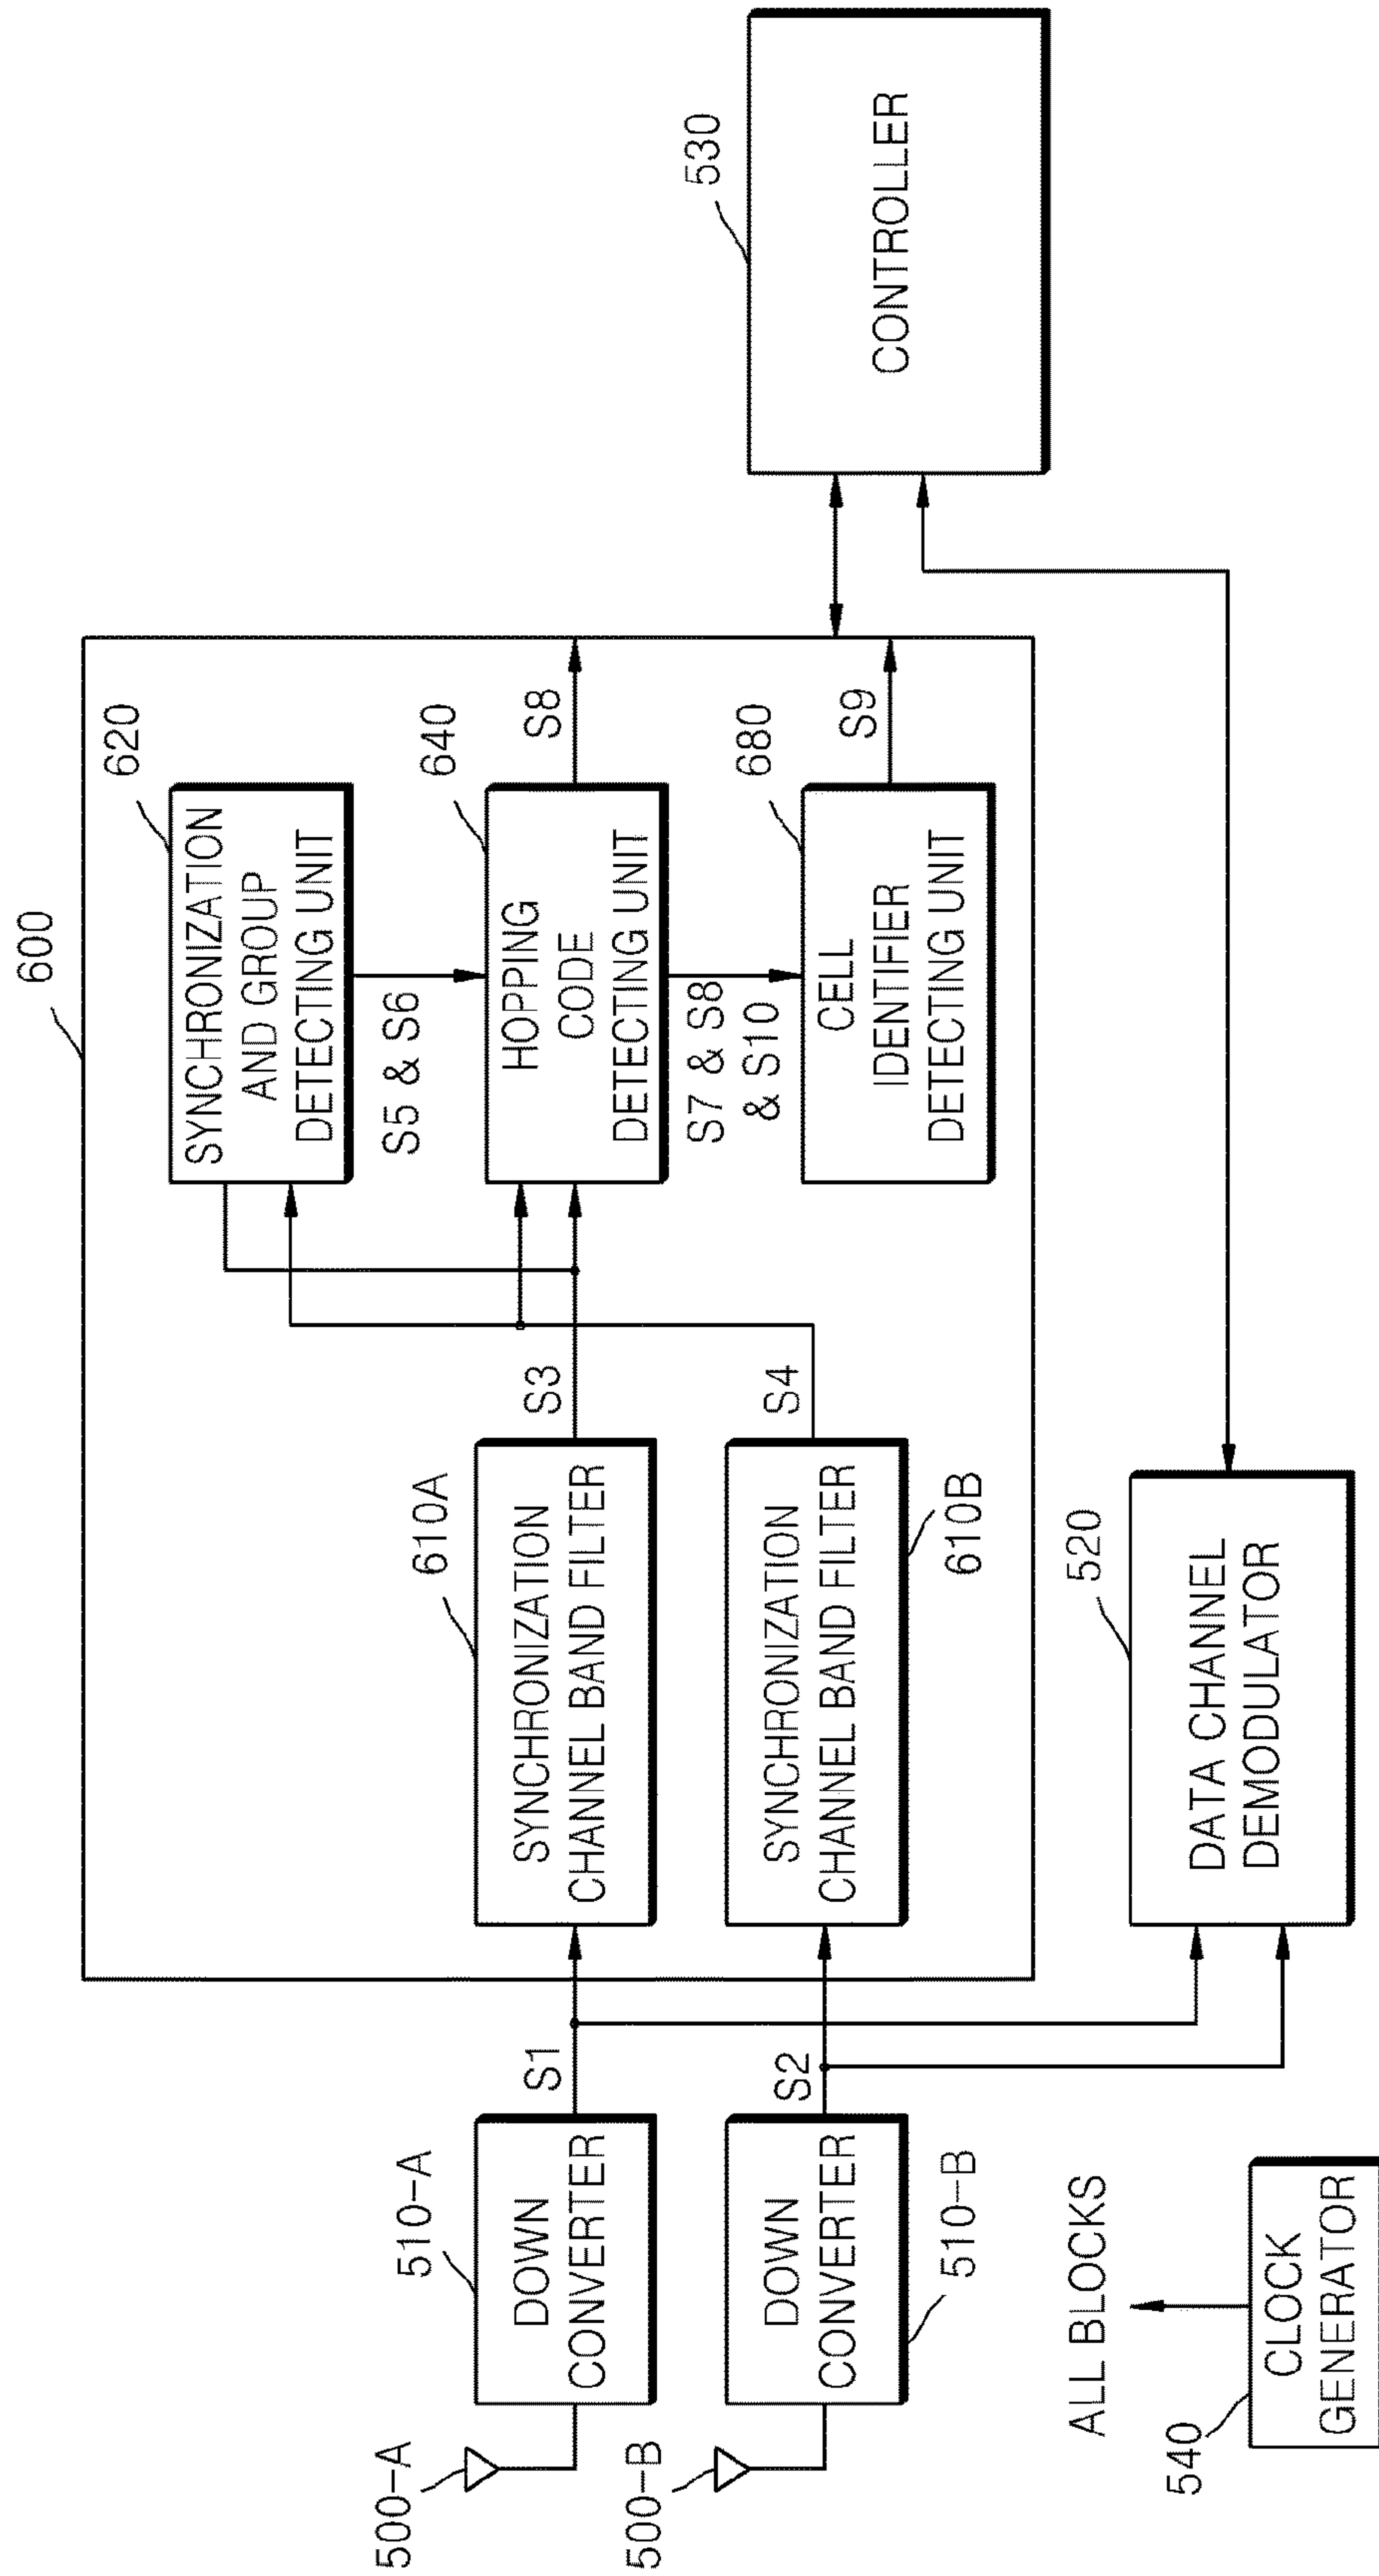 600
620
SYNCHRONIZATION
AND GROUP
DETECTING UNIT
S5 & S6
610A
SYNCHRONIZATION
CHANNEL BAND FILTER
S3
640
HOPPING
CODE
DETECTING UNIT
S8
530
CONTROLLER
500-A
510-A
DOWN
CONVERTER
S1
S7 & S8
& S10
500-B
DOWN
CONVERTER
510-B
S2
SYNCHRONIZATION
CHANNEL BAND FILTER
610B
S4
680
CELL
IDENTIFIER
DETECTING UNIT
S9
ALL BLOCKS
540
CLOCK
GENERATOR
520
DATA CHANNEL
DEMODULATOR